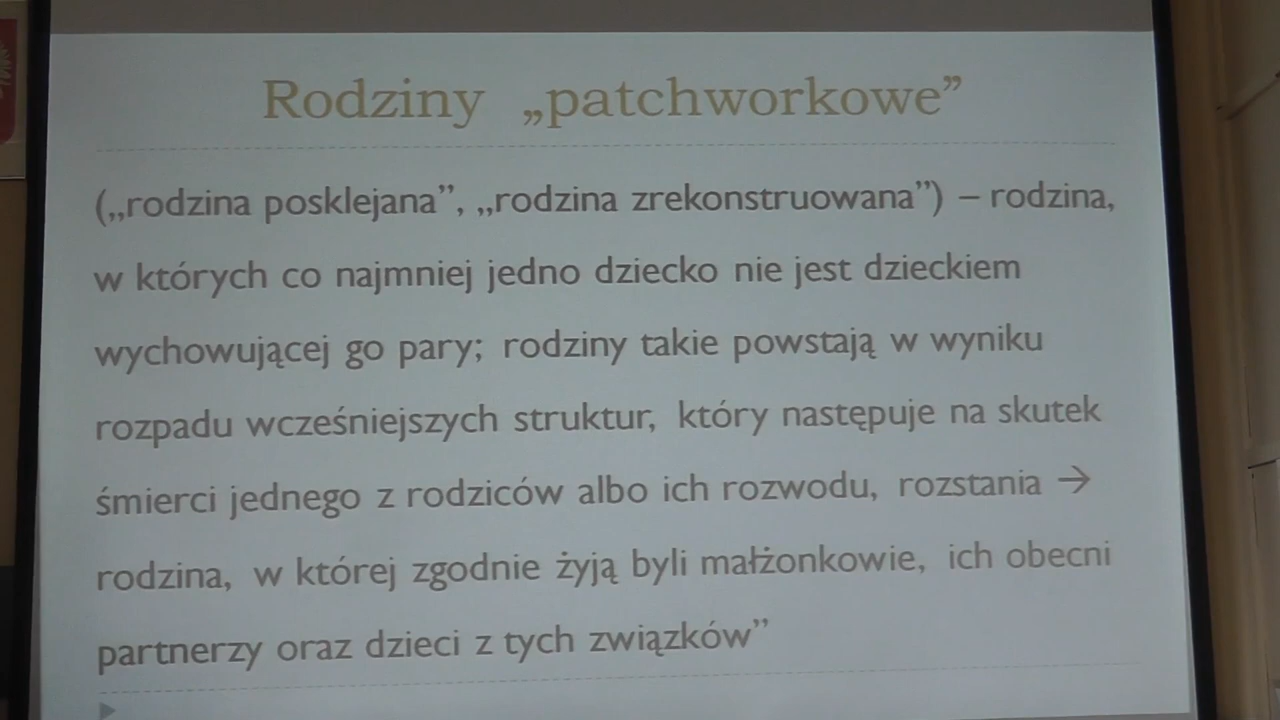 Rodziny „patchworkowe”
(„rodzina posklejana”, „rodzina zrekonstruowana”) – rodzina,
w których co najmniej jedno dziecko nie jest dzieckiem
wychowującej go pary; rodziny takie powstają w wyniku
rozpadu wcześniejszych struktur, który następuje na skutek
śmierci jednego z rodziców albo ich rozwodu, rozstania →
rodzina, w której zgodnie żyją byli małżonkowie, ich obecni
partnerzy oraz dzieci z tych związków”